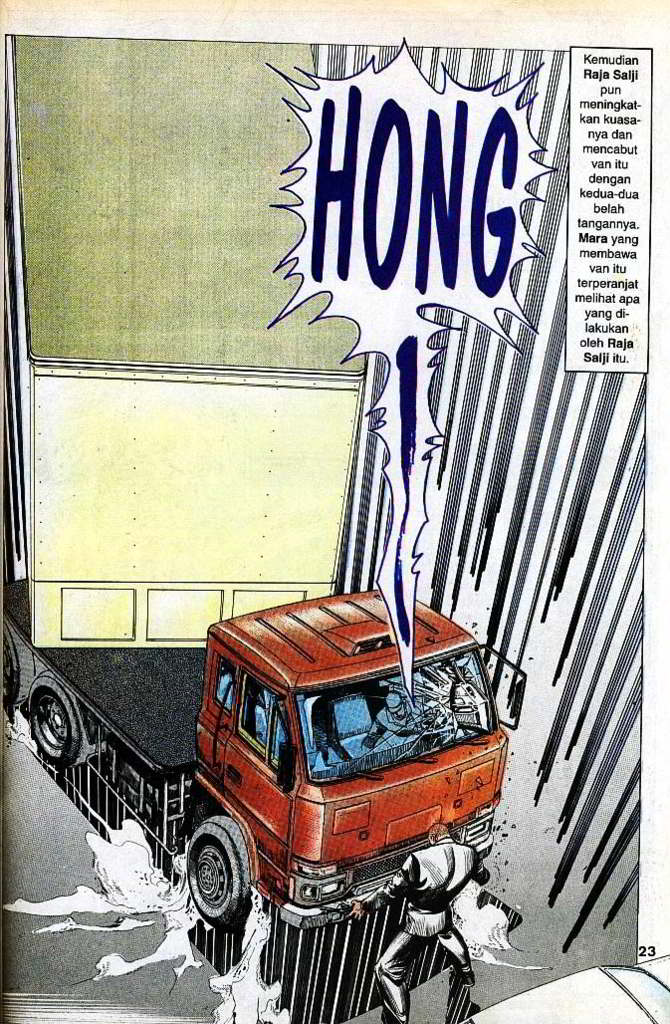 Kemudian
Raja Salji
pun
meningkat-
kan kuasa-
nya dan
mencabut
van itu
dengan
kedua-dua
belah
tangannya.
Mara yang
membawa
van itu
terperanjat
melihat apa
yang di-
lakukan
oleh Raja
Salji itu.
HONG
!
23